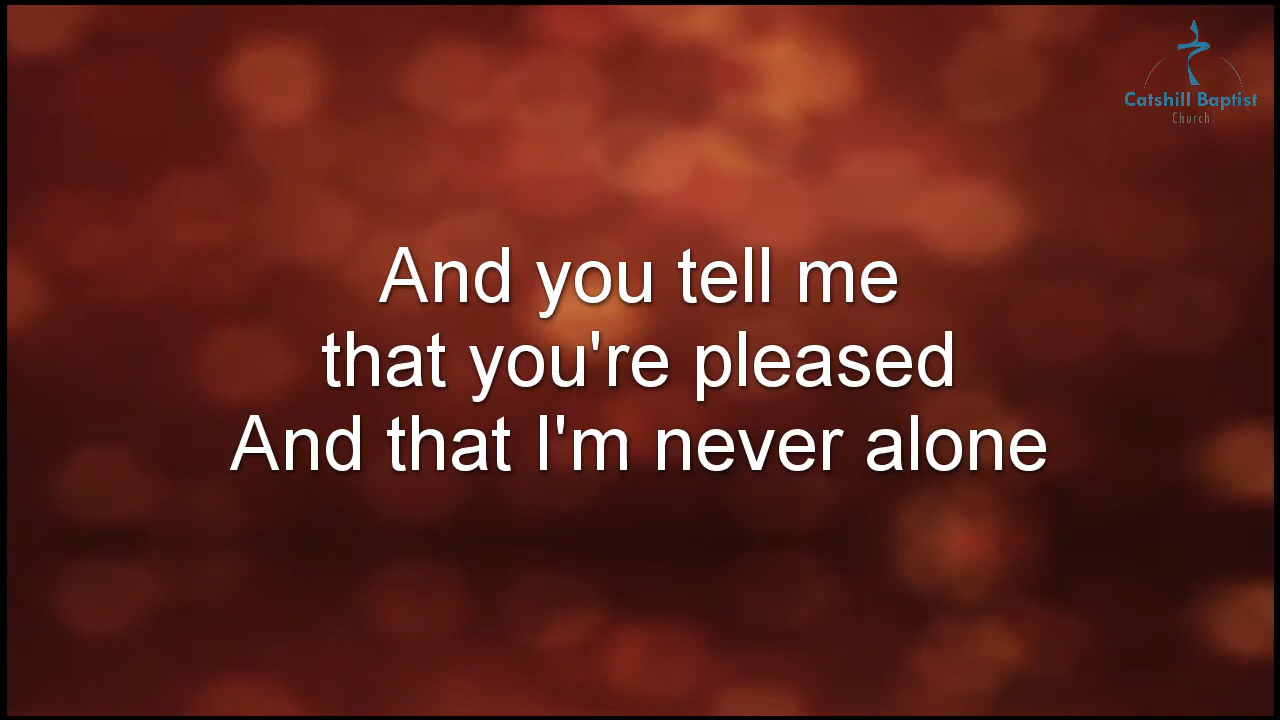 Catshill Baptist
Church
And you tell me
that you're pleased
And that I'm never alone